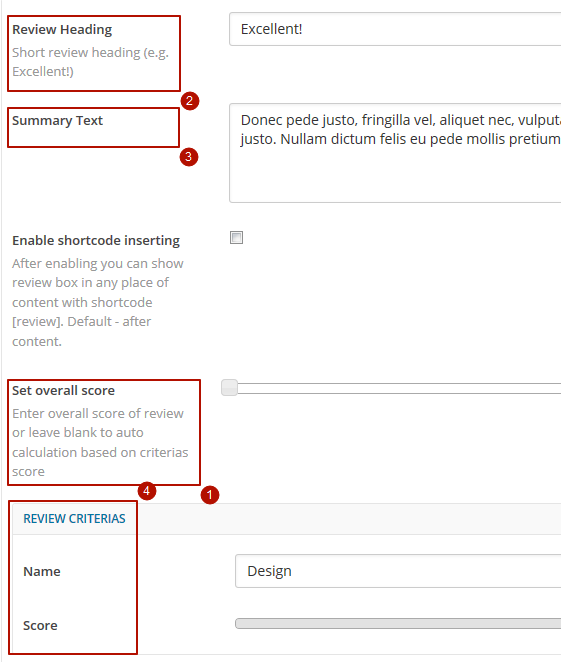 Review Heading
Excellent!
Short review heading (e.g.
Excellent!)
2
Summary Text
Donec pede justo, fringilla vel, aliquet nec, vulputa
justo. Nullam dictum felis eu pede mollis pretium
3
Enable shortcode inserting
After enabling you can show
review box in any place of
content with shortcode
[review]. Default - after
content.
Set overall score
Enter overall score of review
or leave blank to auto
calculation based on criterias
score
4
1
REVIEW CRITERIAS
Name
Design
Score